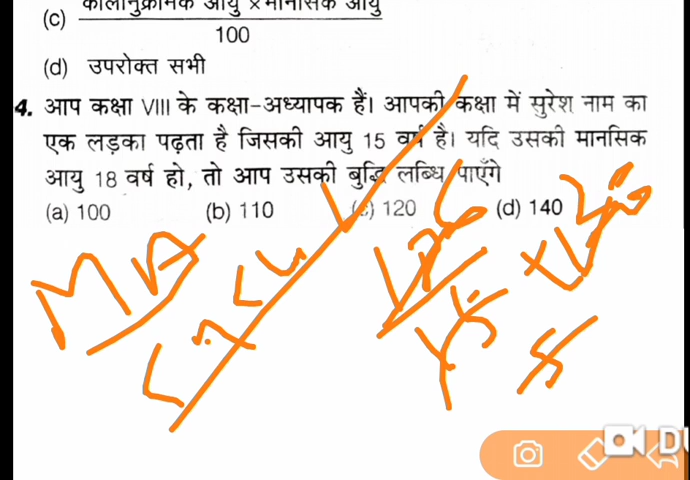 (c) कालानुक्रमिक आयु × मानसिक आयु
100
(d) उपरोक्त सभी
4. आप कक्षा VIII के कक्षा-अध्यापक हैं। आपकी कक्षा में सुरेश नाम का
एक लड़का पढ़ता है जिसकी आयु 15 वर्ष है। यदि उसकी मानसिक
आयु 18 वर्ष हो, तो आप उसकी बुद्धि लब्धि पाएँगे
(a) 100 (b) 110 (c) 120 (d) 140
MA